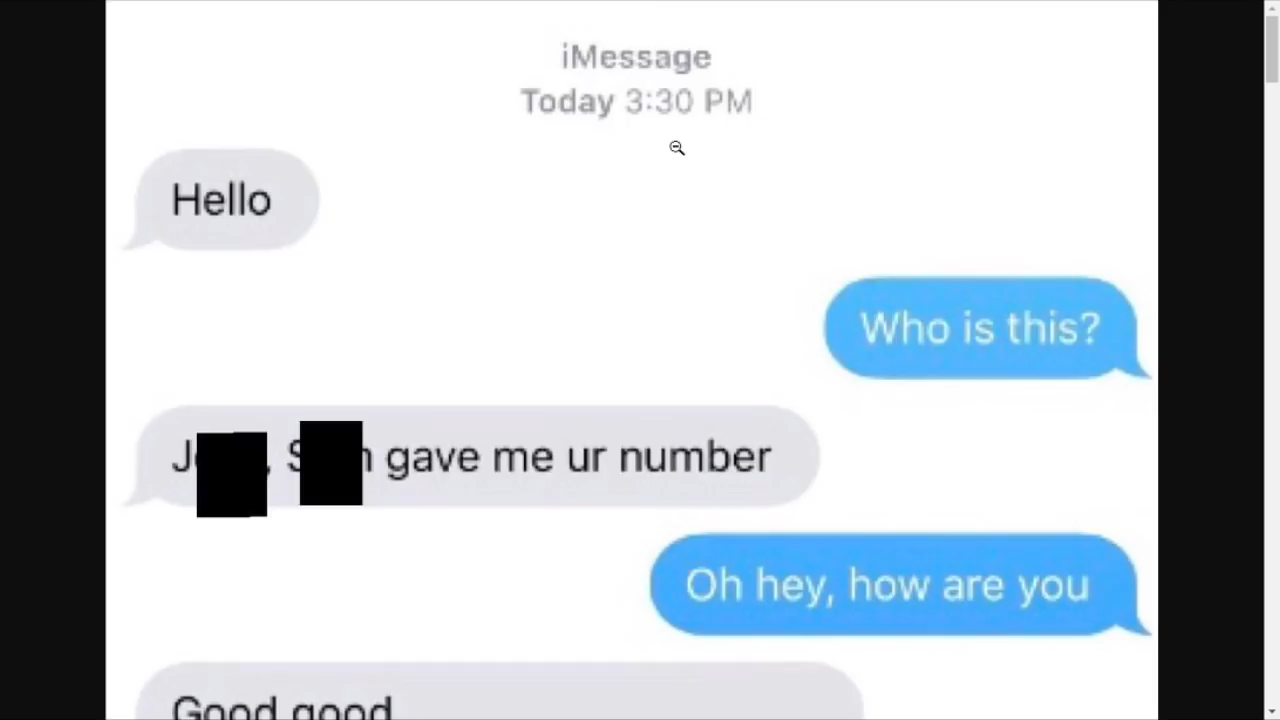 iMessage
Today 3:30 PM
Hello
Who is this?
gave me ur number
Oh hey, how are you
Good good